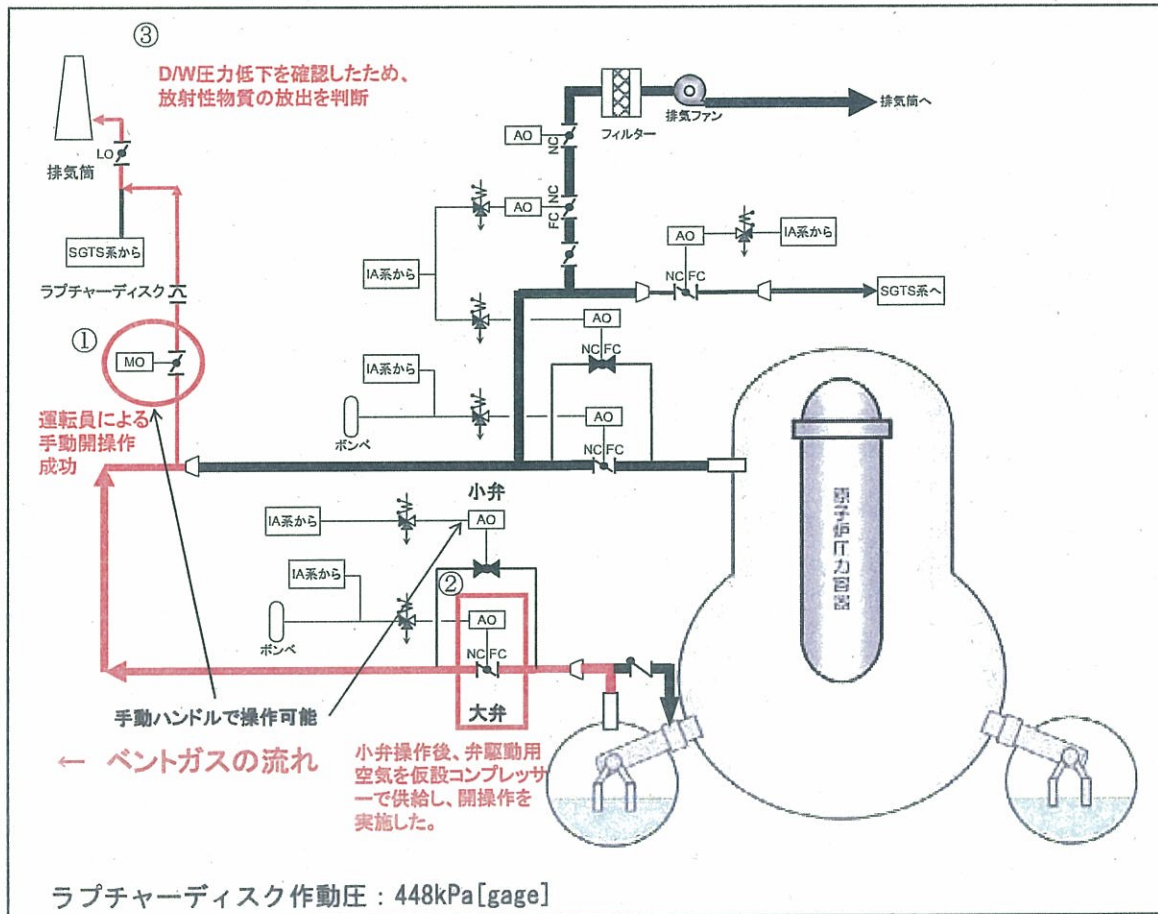 ③
D/W圧力低下を確認したため、
放射性物質の放出を判断
排気筒
LO
SGTS系から
ラプチャーディスク
①
MO
運転員による
手動開操作
成功
フィルター
排気ファン
排気筒へ
AO
NC
AO
NC
FC
IA系から
AO
IA系から
NC FC
SGTS系へ
AO
NC FC
IA系から
ボンベ
AO
NC FC
小弁
IA系から
AO
IA系から
②
ボンベ
AO
NC FC
大弁
手動ハンドルで操作可能
← ベントガスの流れ
小弁操作後、弁駆動用
空気を仮設コンプレッサ
ーで供給し、開操作を
実施した。
原子炉圧力容器
ラプチャーディスク作動圧：448kPa[gage]